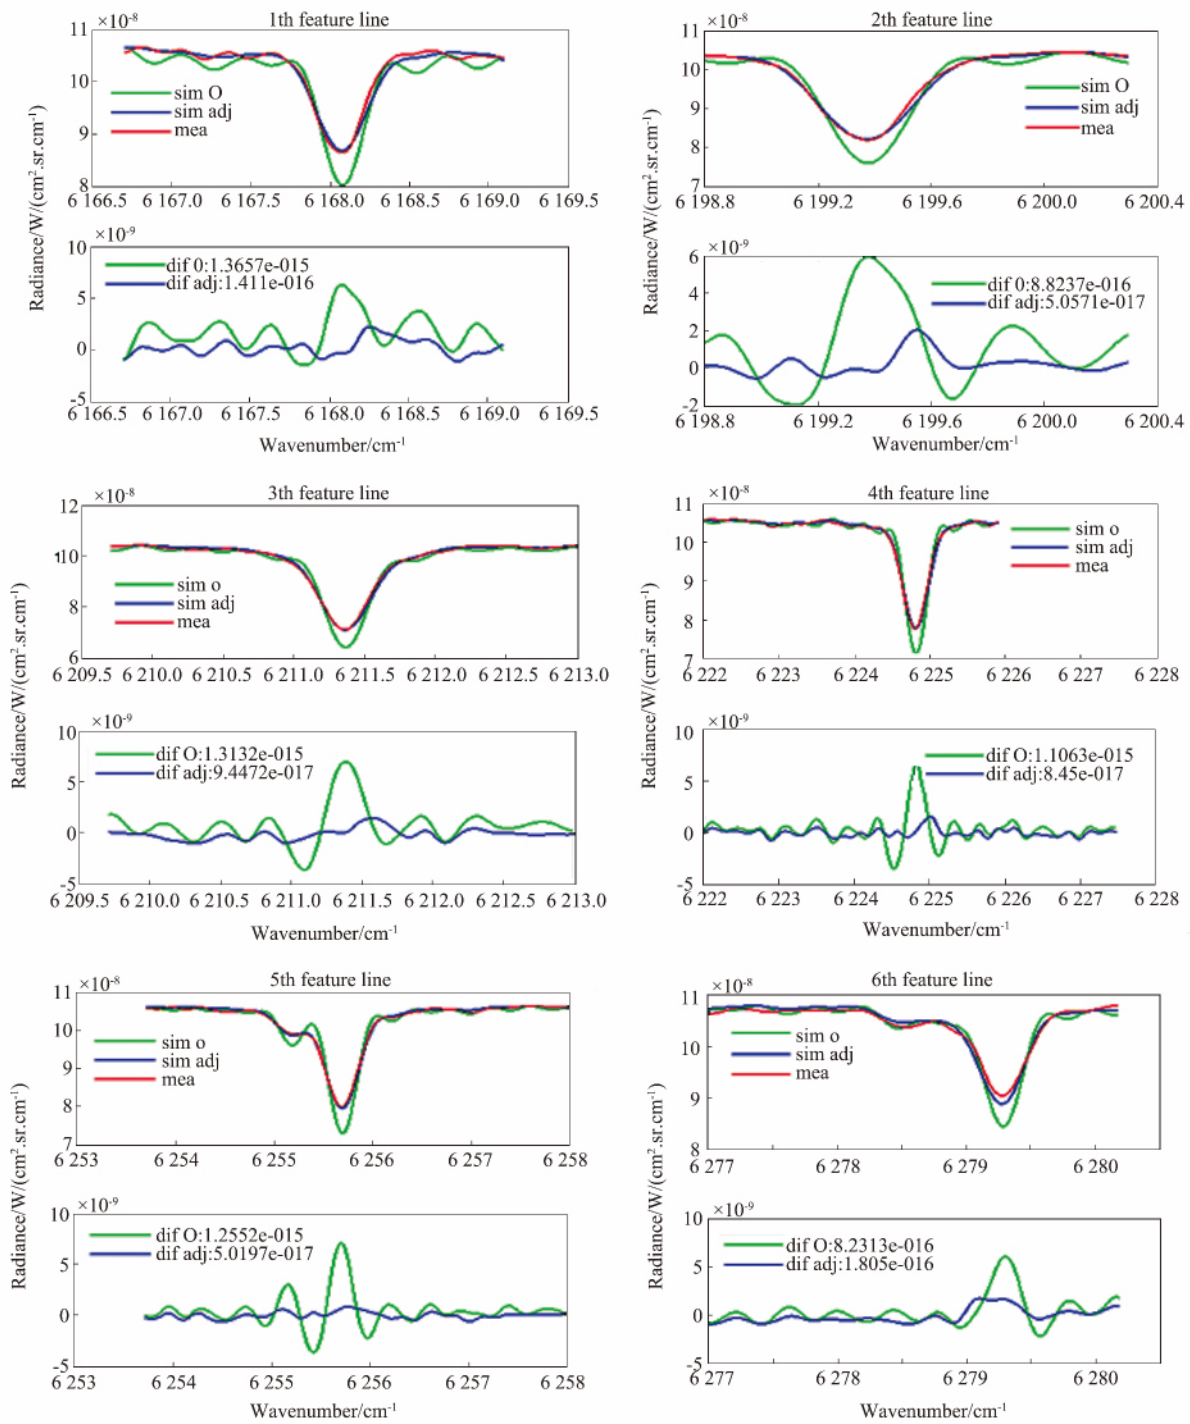 1th feature line
×10-8
11
10
9
8
sim O
sim adj
mea
6 166.5 6 167.0 6 167.5 6 168.0 6 168.5 6 169.0 6 169.5
×10-9
10
5
0
-5
dif 0:1.3657e-015
dif adj:1.411e-016
6 166.5 6 167.0 6 167.5 6 168.0 6 168.5 6 169.0 6 169.5
Wavenumber/cm-1
Radiance/W/(cm2.sr.cm-1)
2th feature line
×10-8
11
10
9
8
7
sim O
sim adj
mea
6 198.8 6 199.2 6 199.6 6 200.0 6 200.4
×10-9
6
4
2
0
-2
dif 0:8.8237e-016
dif adj:5.0571e-017
6 198.8 6 199.2 6 199.6 6 200.0 6 200.4
Wavenumber/cm-1
Radiance/W/(cm2.sr.cm-1)
3th feature line
×10-8
12
10
8
6
sim o
sim adj
mea
6 209.5 6 210.0 6 210.5 6 211.0 6 211.5 6 212.0 6 212.5 6 213.0
×10-9
10
5
0
-5
dif O:1.3132e-015
dif adj:9.4472e-017
6 209.5 6 210.0 6 210.5 6 211.0 6 211.5 6 212.0 6 212.5 6 213.0
Wavenumber/cm-1
Radiance/W/(cm2.sr.cm-1)
4th feature line
×10-8
11
10
9
8
7
sim o
sim adj
mea
6 222 6 223 6 224 6 225 6 226 6 227 6 228
×10-9
10
5
0
-5
dif O:1.1063e-015
dif adj:8.45e-017
6 222 6 223 6 224 6 225 6 226 6 227 6 228
Wavenumber/cm-1
Radiance/W/(cm2.sr.cm-1)
5th feature line
×10-8
11
10
9
8
7
sim o
sim adj
mea
6 253 6 254 6 255 6 256 6 257 6 258
×10-9
10
5
0
-5
dif O:1.2552e-015
dif adj:5.0197e-017
6 253 6 254 6 255 6 256 6 257 6 258
Wavenumber/cm-1
Radiance/W/(cm2.sr.cm-1)
6th feature line
×10-8
11
10
9
8
sim o
sim adj
mea
6 277 6 278 6 279 6 280
×10-9
10
5
0
-5
dif O:8.2313e-016
dif adj:1.805e-016
6 277 6 278 6 279 6 280
Wavenumber/cm-1
Radiance/W/(cm2.sr.cm-1)